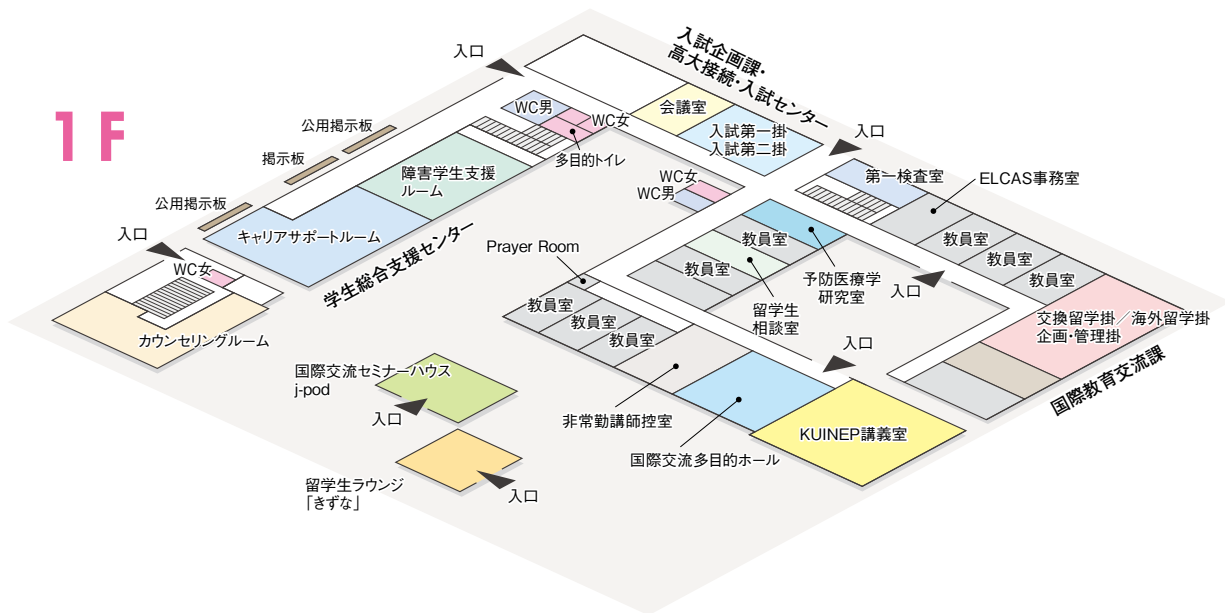 1F
入口
入試企画課・
高大接続・入試センター
WC男
WC女
多目的トイレ
会議室
入試第一掛
入試第二掛
入口
公用掲示板
掲示板
公用掲示板
障害学生支援
ルーム
キャリアサポートルーム
学生総合支援センター
入口
WC女
カウンセリングルーム
WC女
WC男
第一検査室
ELCAS事務室
教員室
教員室
教員室
教員室
教員室
予防医療学
研究室
留学生
相談室
入口
Prayer Room
教員室
教員室
教員室
交換留学掛／海外留学掛
企画・管理掛
国際教育交流課
入口
非常勤講師控室
国際交流多目的ホール
KUINEP講義室
国際交流セミナーハウス
j-pod
入口
留学生ラウンジ
「きずな」
入口